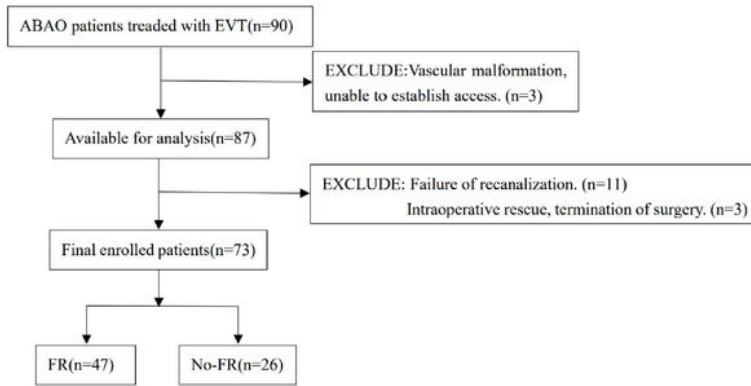 ABAO patients treaded with EVT(n=90)
EXCLUDE:Vascular malformation,
unable to establish access. (n=3)
Available for analysis(n=87)
EXCLUDE: Failure of recanalization. (n=11)
Intraoperative rescue, termination of surgery. (n=3)
Final enrolled patients(n=73)
FR(n=47)
No-FR(n=26)